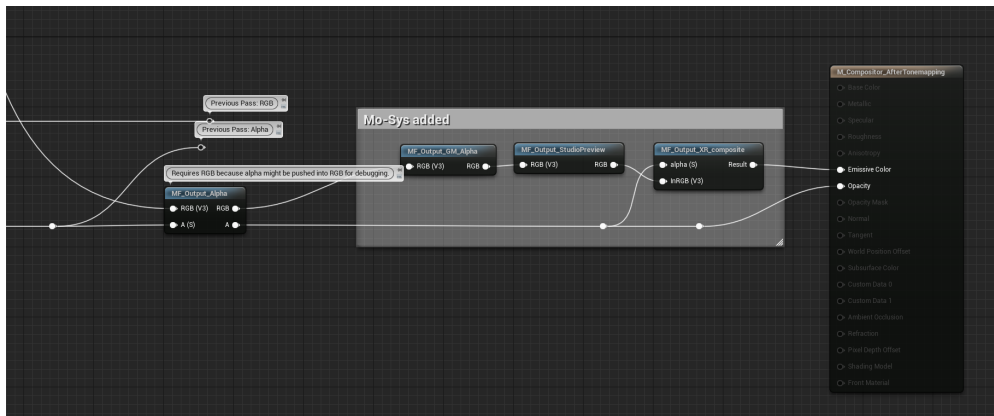 M_Compositor_AfterTonemapping
Base Color
Metallic
Specular
Roughness
Anisotropy
Emissive Color
Opacity
Opacity Mask
Normal
Tangent
World Position Offset
Subsurface Color
Custom Data 0
Custom Data 1
Ambient Occlusion
Refraction
Pixel Depth Offset
Shading Model
Front Material
Previous Pass: RGB
Previous Pass: Alpha
Requires RGB because alpha might be pushed into RGB for debugging.
MF_Output_Alpha
RGB (V3) RGB
A (S) A
Mo-Sys added
MF_Output_GM_Alpha
RGB (V3) RGB
MF_Output_StudioPreview
RGB (V3) RGB
MF_Output_XR_composite
alpha (S) Result
InRGB (V3)